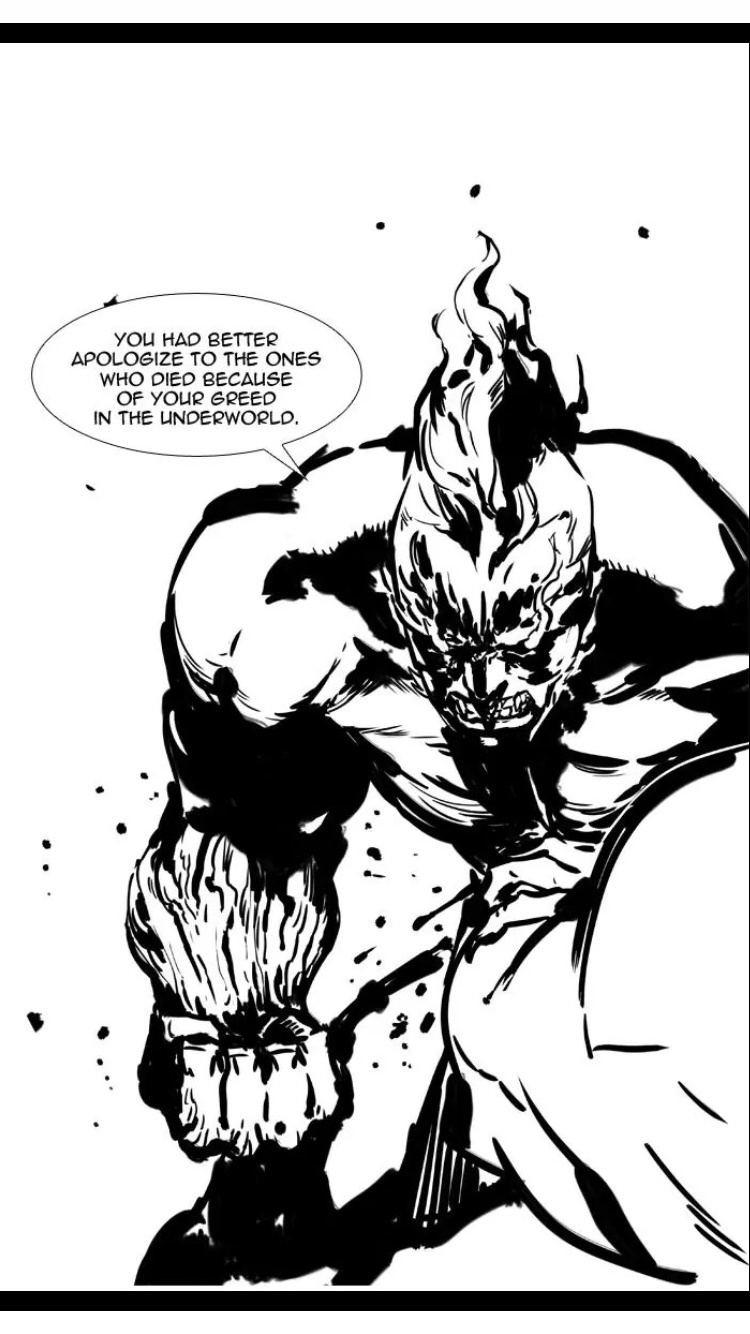 YOU HAD BETTER
APOLOGIZE TO THE ONES
WHO DIED BECAUSE
OF YOUR GREED
IN THE UNDERWORLD.